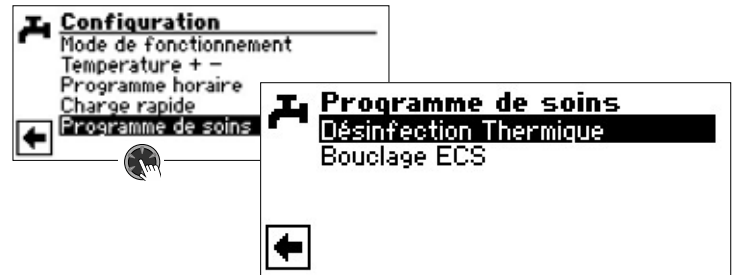 Configuration
Mode de fonctionnement
Temperature + −
Programme horaire
Charge rapide
Programme de soins
Programme de soins
Désinfection Thermique
Bouclage ECS